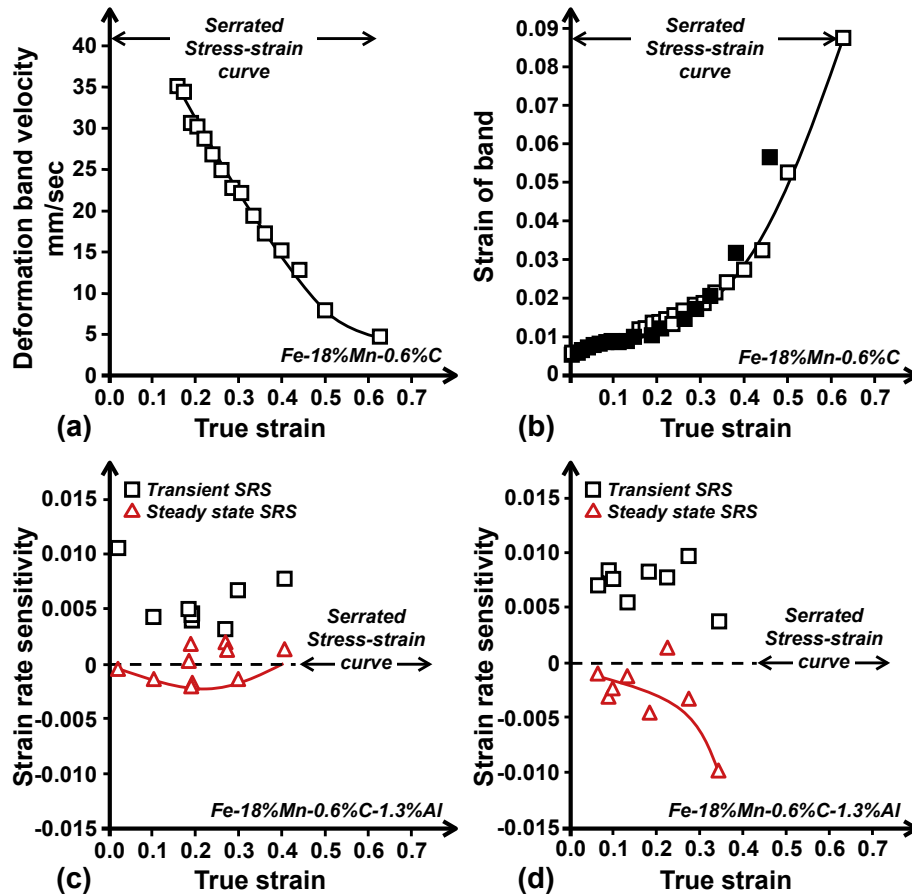 40
35
30
25
20
15
10
5
0
Deformation band velocity
mm/sec
Serrated
Stress-strain
curve
Fe-18%Mn-0.6%C
0.0 0.1 0.2 0.3 0.4 0.5 0.6 0.7
(a)
True strain
0.09
0.08
0.07
0.06
0.05
0.04
0.03
0.02
0.01
0
Strain of band
Serrated
Stress-strain
curve
Fe-18%Mn-0.6%C
0.0 0.1 0.2 0.3 0.4 0.5 0.6 0.7
(b)
True strain
0.015
0.010
0.005
0
-0.005
-0.010
-0.015
Strain rate sensitivity
Transient SRS
Steady state SRS
Serrated
Stress-strain
curve
Fe-18%Mn-0.6%C-1.3%Al
0.0 0.1 0.2 0.3 0.4 0.5 0.6 0.7
(c)
True strain
0.015
0.010
0.005
0
-0.005
-0.010
-0.015
Strain rate sensitivity
Transient SRS
Steady state SRS
Serrated
Stress-strain
curve
Fe-18%Mn-0.6%C-1.3%Al
0.0 0.1 0.2 0.3 0.4 0.5 0.6 0.7
(d)
True strain